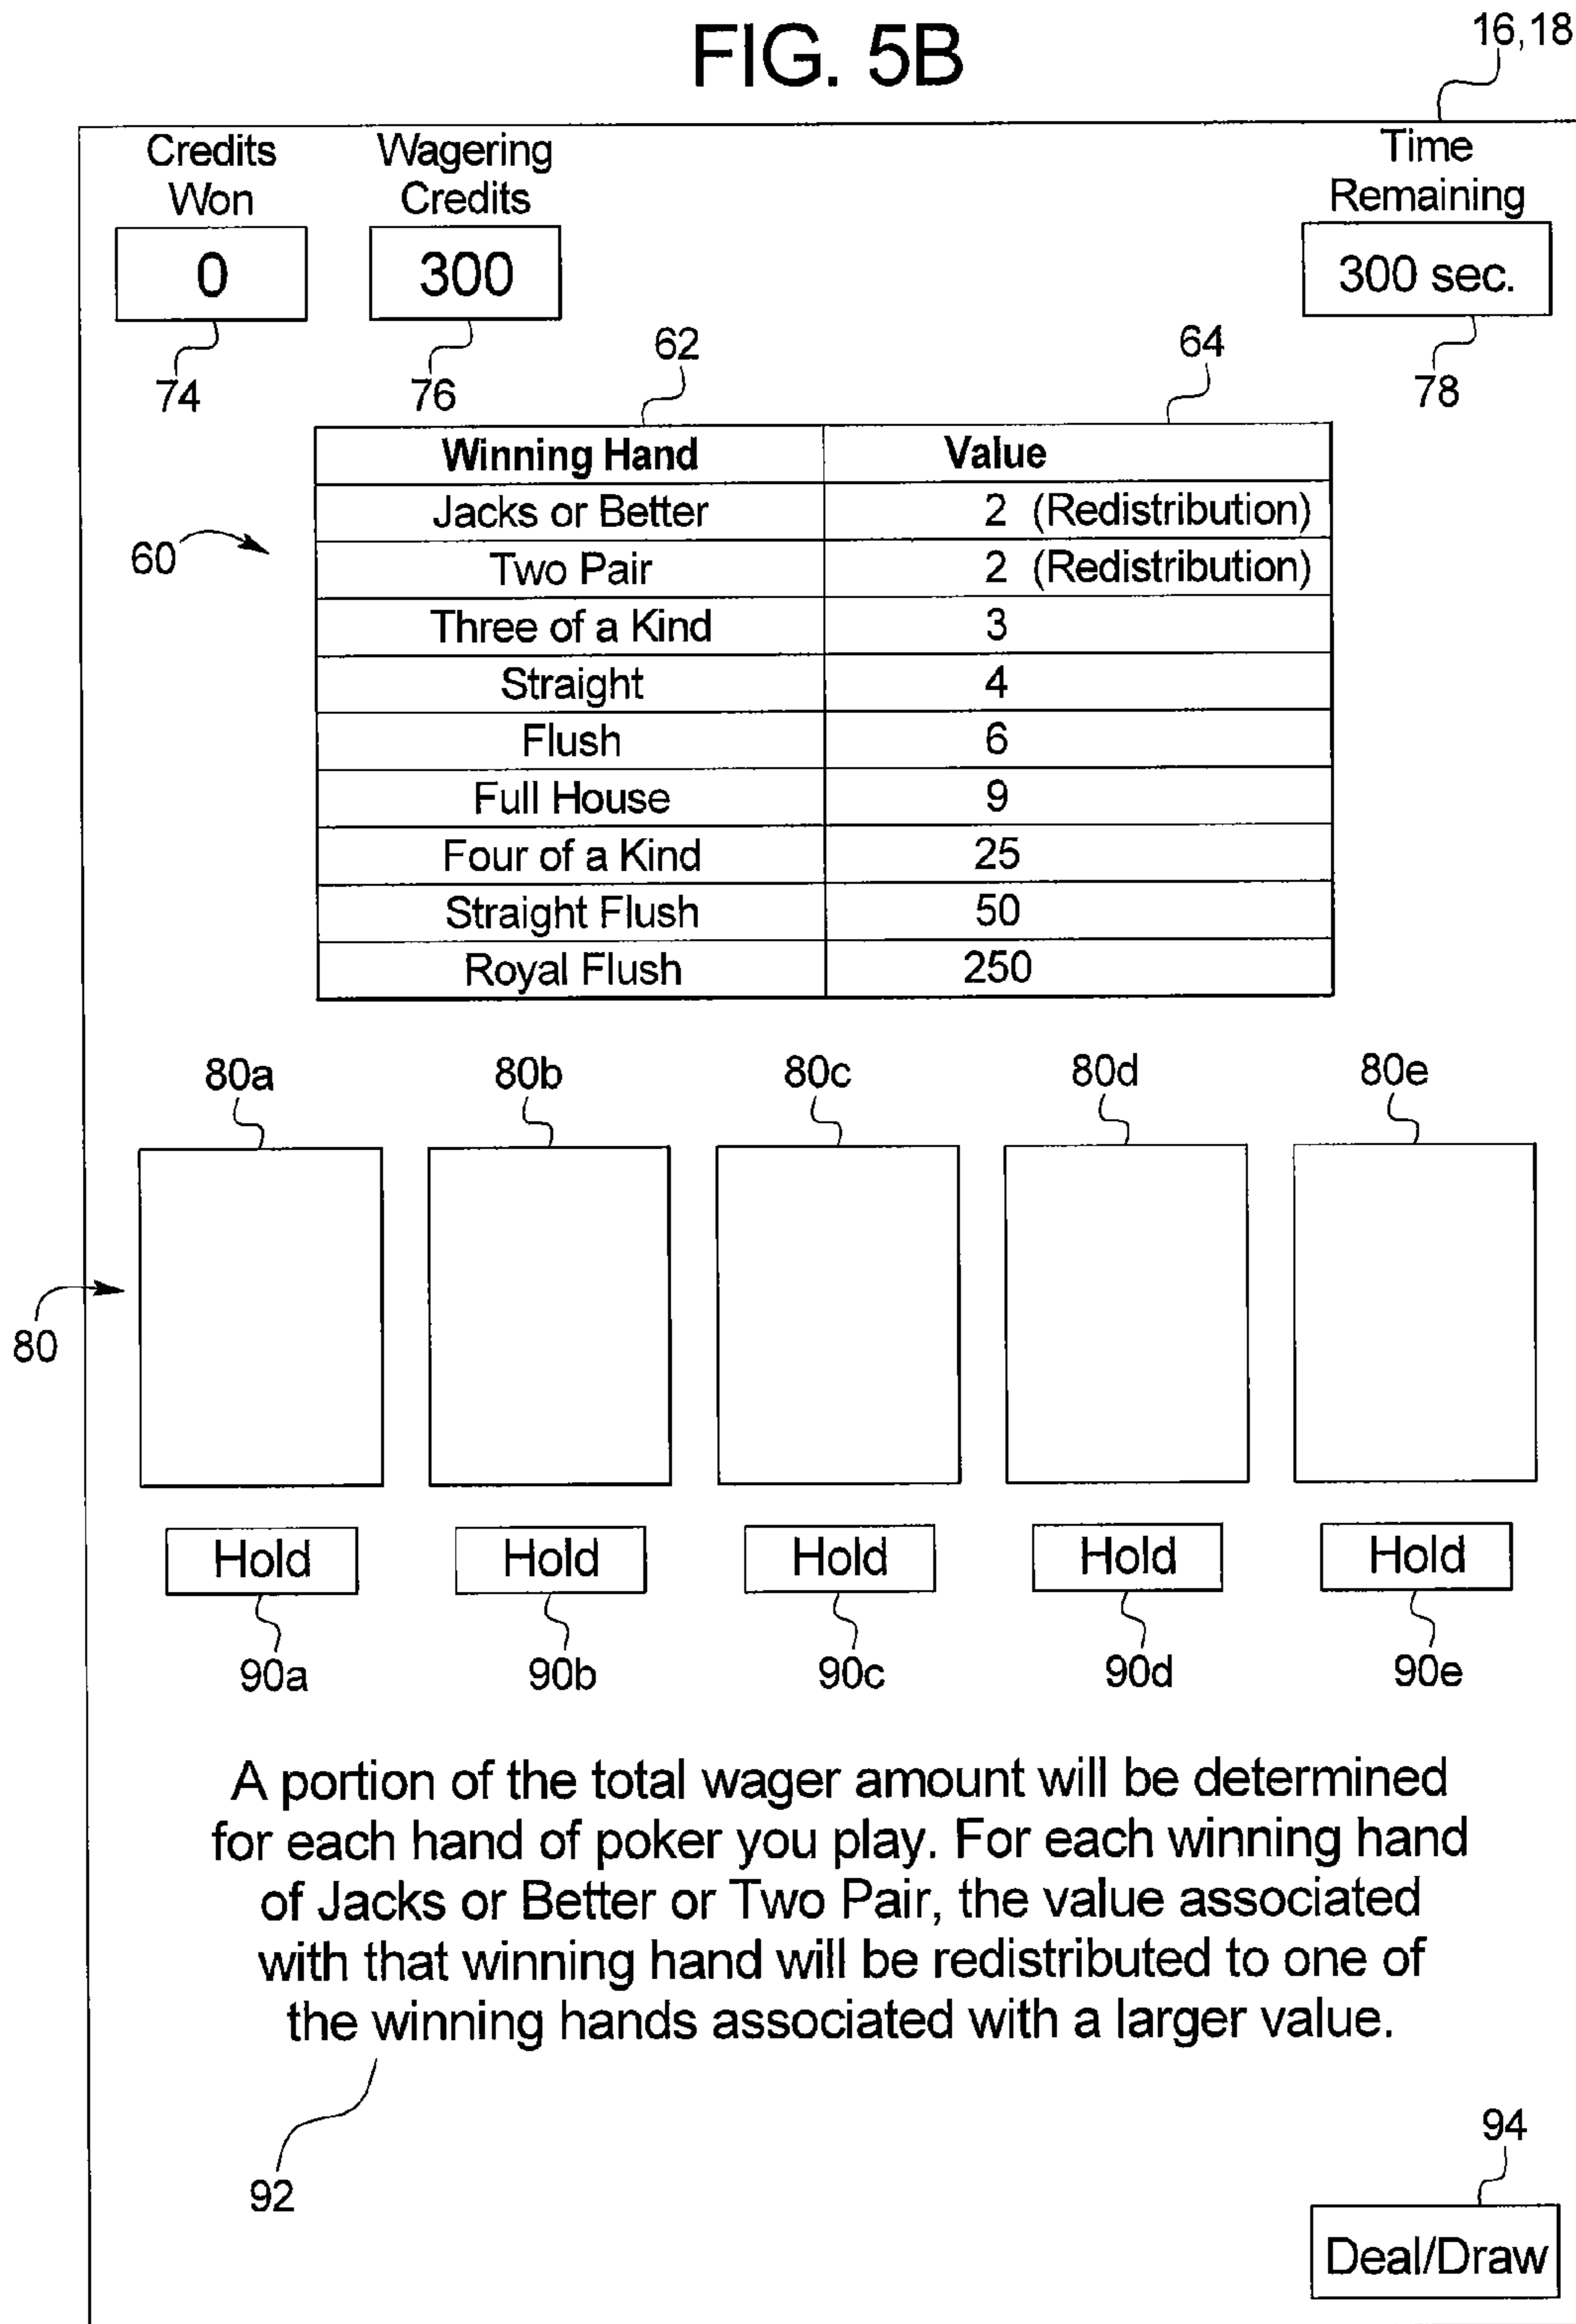 FIG. 5B
16,18
Credits Won
Wagering Credits
Time Remaining
0
300
300 sec.
74
76
62
64
78
60
Winning Hand Value
Jacks or Better 2 (Redistribution)
Two Pair 2 (Redistribution)
Three of a Kind 3
Straight 4
Flush 6
Full House 9
Four of a Kind 25
Straight Flush 50
Royal Flush 250
80a 80b 80c 80d 80e
80
Hold Hold Hold Hold Hold
90a 90b 90c 90d 90e
A portion of the total wager amount will be determined
for each hand of poker you play. For each winning hand
of Jacks or Better or Two Pair, the value associated
with that winning hand will be redistributed to one of
the winning hands associated with a larger value.
92
94
Deal/Draw